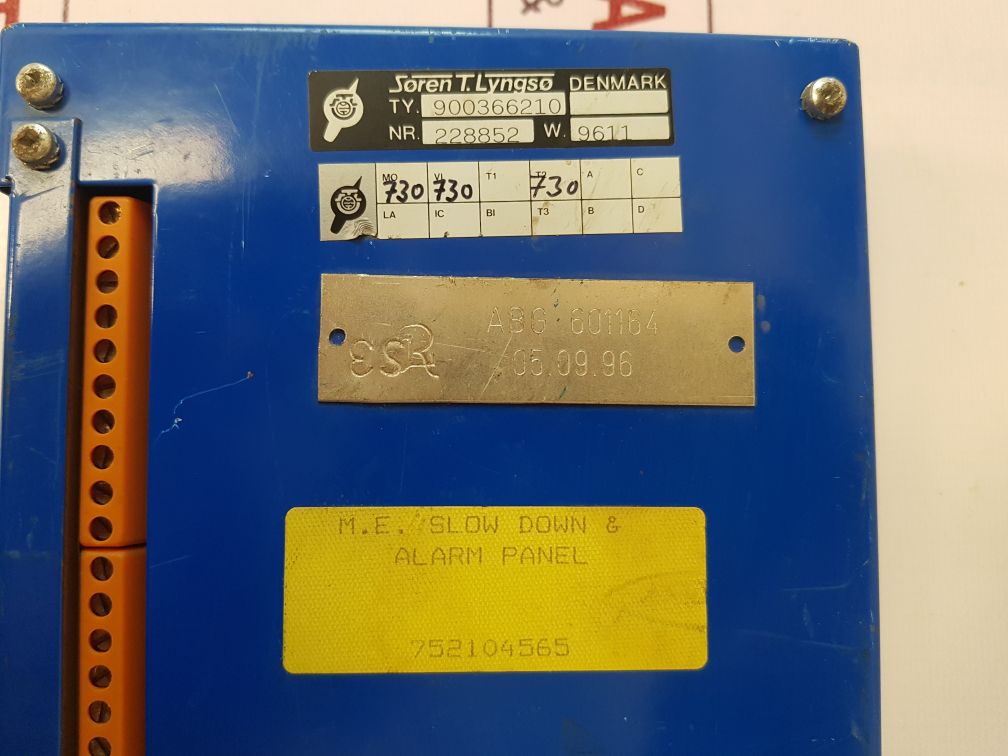 Søren T. Lyngsø DENMARK
TY. 900366210
NR. 228852 W. 9611
MO VI T1 T2 A C
730 730 730
LA IC BI T3 B D
ABG 601164
05.09.96
M.E. SLOW DOWN &
ALARM PANEL
752104565